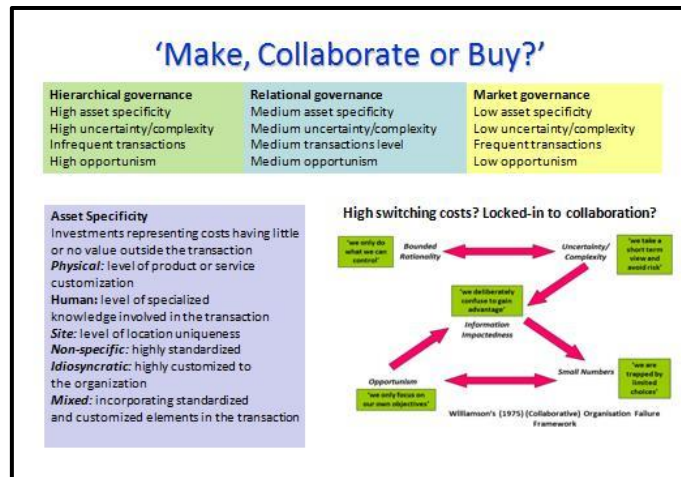 ‘Make, Collaborate or Buy?’
Hierarchical governance
High asset specificity
High uncertainty/complexity
Infrequent transactions
High opportunism
Relational governance
Medium asset specificity
Medium uncertainty/complexity
Medium transactions level
Medium opportunism
Market governance
Low asset specificity
Low uncertainty/complexity
Frequent transactions
Low opportunism
Asset Specificity
Investments representing costs having little
or no value outside the transaction
Physical: level of product or service
customization
Human: level of specialized
knowledge involved in the transaction
Site: level of location uniqueness
Non-specific: highly standardized
Idiosyncratic: highly customized to
the organization
Mixed: incorporating standardized
and customized elements in the transaction
High switching costs? Locked-in to collaboration?
‘we only do
what we can
control’
Bounded
Rationality
Uncertainty/
Complexity
‘we take a
short term
view and
avoid risk’
‘we deliberately
confuse to gain
advantage’
Information
Impactedness
Opportunism
‘we only focus on
our own objectives’
Small Numbers
‘we are
trapped by
limited
choices’
Williamson’s (1975) (Collaborative) Organisation Failure
Framework